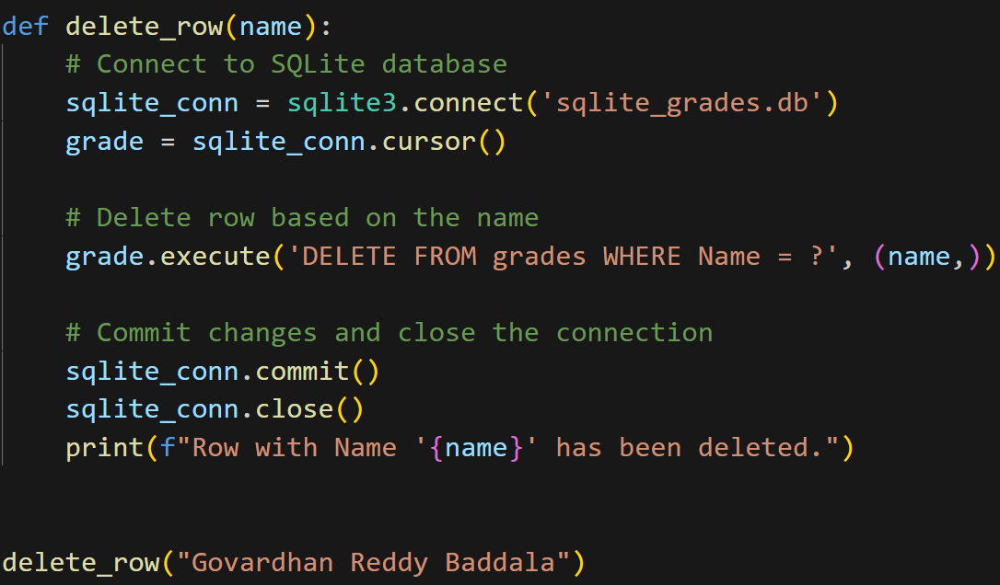 def delete_row(name):
    # Connect to SQLite database
    sqlite_conn = sqlite3.connect('sqlite_grades.db')
    grade = sqlite_conn.cursor()

    # Delete row based on the name
    grade.execute('DELETE FROM grades WHERE Name = ?', (name,))

    # Commit changes and close the connection
    sqlite_conn.commit()
    sqlite_conn.close()
    print(f"Row with Name '{name}' has been deleted.")


delete_row("Govardhan Reddy Baddala")